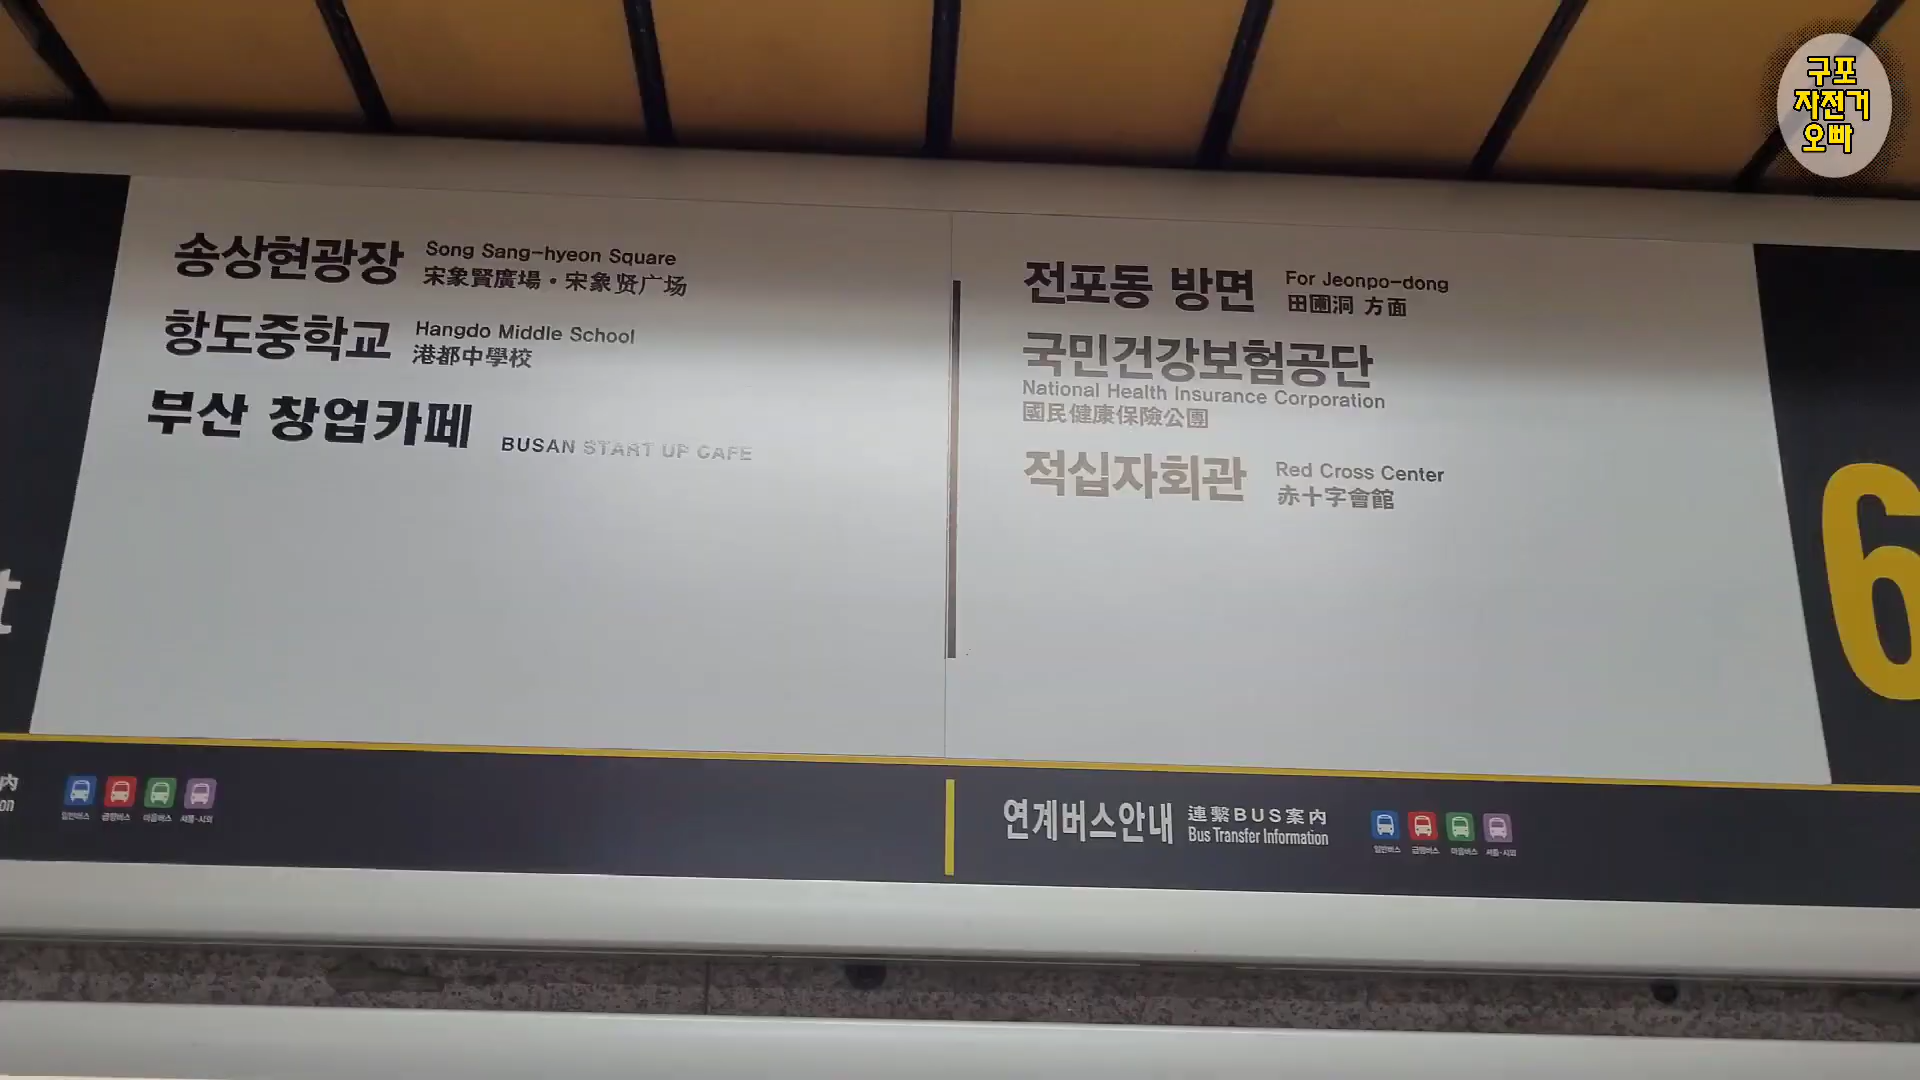 구포
자전거
오빠
송상현광장
Song Sang-hyeon Square
宋象賢廣場・宋象贤广场
항도중학교
Hangdo Middle School
港都中學校
부산 창업카페
BUSAN START UP CAFE
전포동 방면
For Jeonpo-dong
田圃洞 方面
국민건강보험공단
National Health Insurance Corporation
國民健康保險公團
적십자회관
Red Cross Center
赤十字會館
6
t
內
on
일반버스 급행버스 마을버스 시통·시외
연계버스안내
連繫BUS案內
Bus Transfer Information
일반버스 급행버스 마을버스